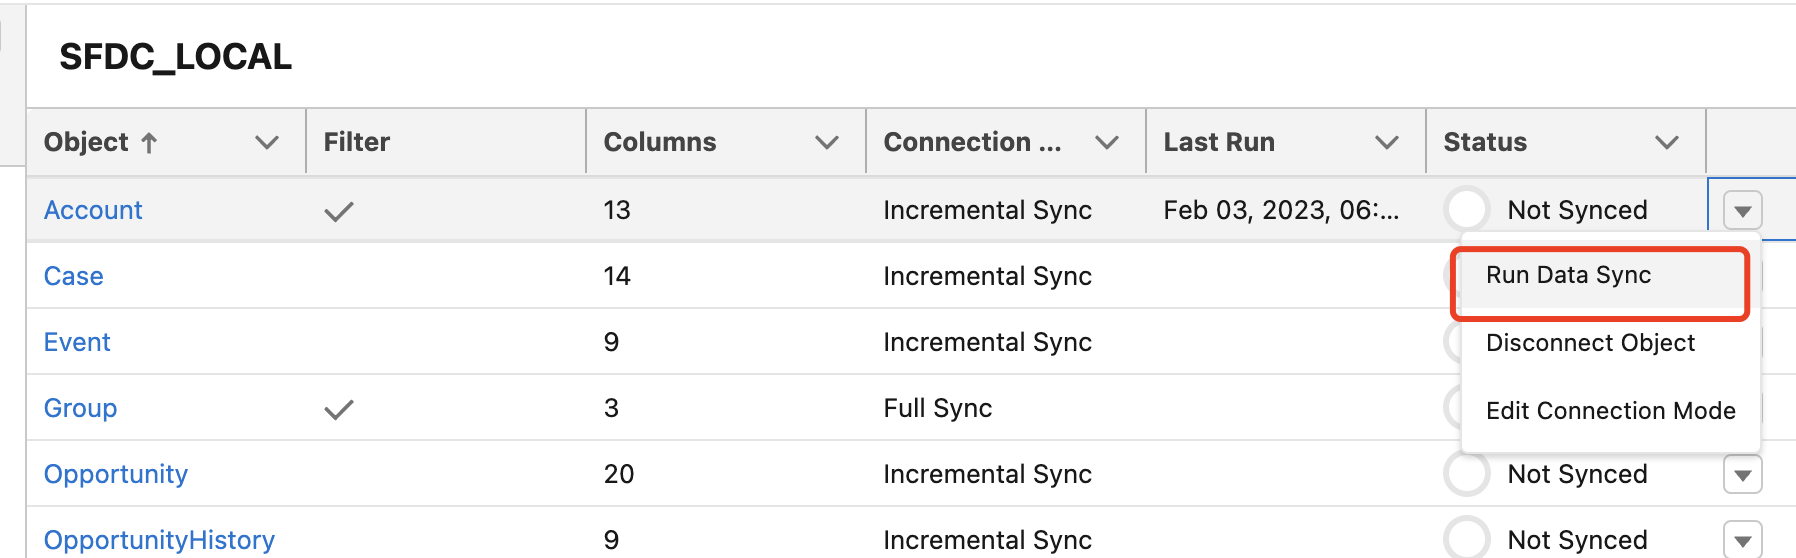 SFDC_LOCAL
Object Filter Columns Connection ... Last Run Status
Account 13 Incremental Sync Feb 03, 2023, 06:... Not Synced
Case 14 Incremental Sync
Run Data Sync
Event 9 Incremental Sync
Disconnect Object
Group 3 Full Sync
Edit Connection Mode
Opportunity 20 Incremental Sync Not Synced
OpportunityHistory 9 Incremental Sync Not Synced